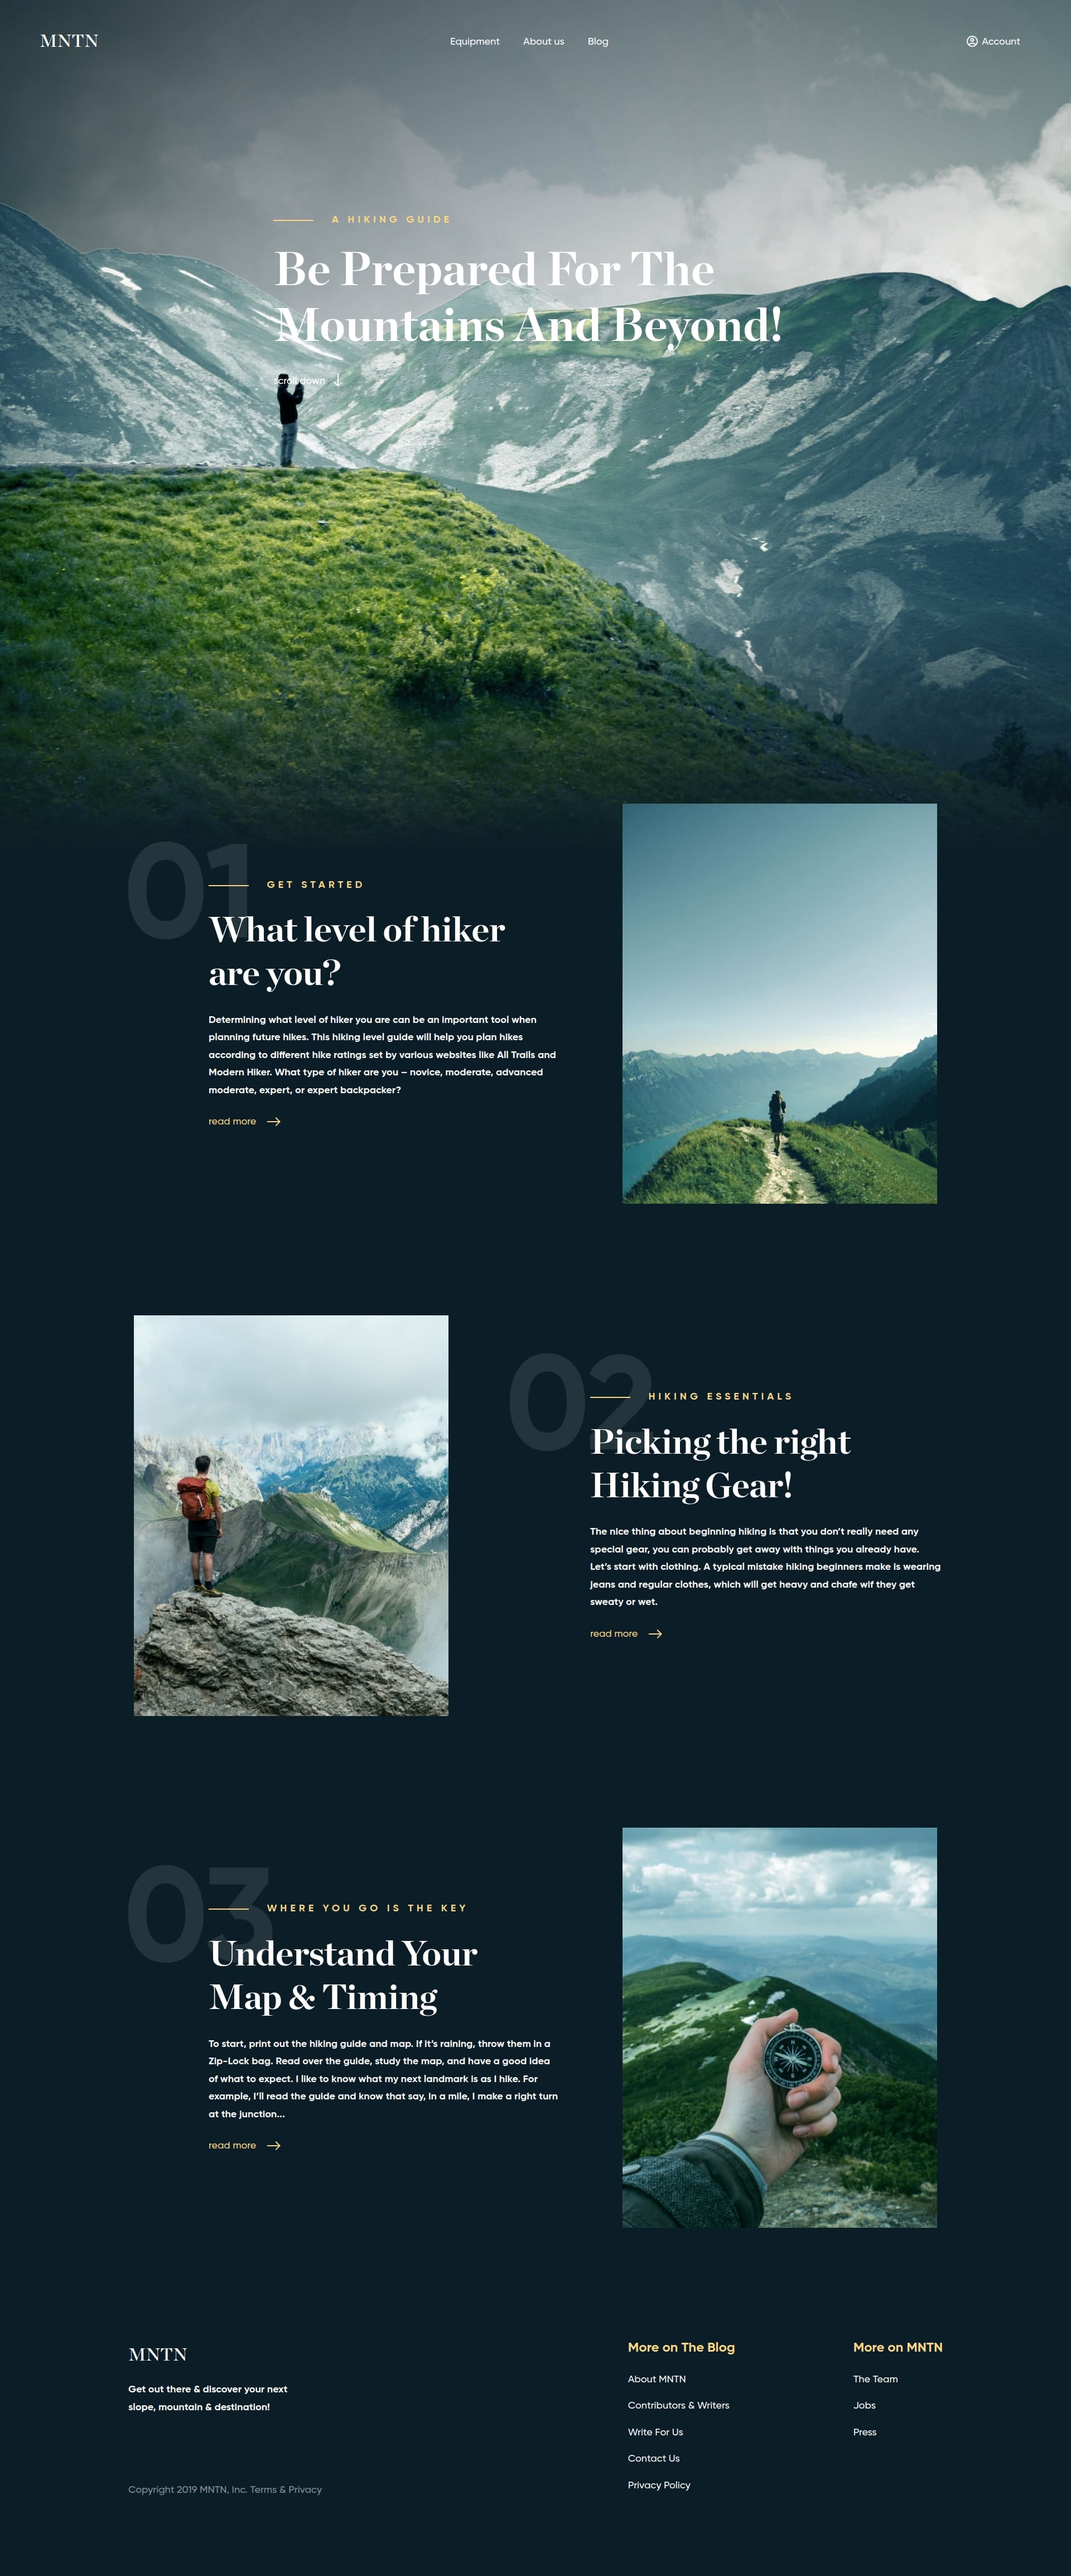 MNTN
Equipment About us Blog
Account
A HIKING GUIDE
Be Prepared For The
Mountains And Beyond!
scroll down
01
GET STARTED
What level of hiker
are you?
Determining what level of hiker you are can be an important tool when
planning future hikes. This hiking level guide will help you plan hikes
according to different hike ratings set by various websites like All Trails and
Modern Hiker. What type of hiker are you – novice, moderate, advanced
moderate, expert, or expert backpacker?
read more
02
HIKING ESSENTIALS
Picking the right
Hiking Gear!
The nice thing about beginning hiking is that you don’t really need any
special gear, you can probably get away with things you already have.
Let’s start with clothing. A typical mistake hiking beginners make is wearing
jeans and regular clothes, which will get heavy and chafe wif they get
sweaty or wet.
read more
03
WHERE YOU GO IS THE KEY
Understand Your
Map & Timing
To start, print out the hiking guide and map. If it’s raining, throw them in a
Zip-Lock bag. Read over the guide, study the map, and have a good idea
of what to expect. I like to know what my next landmark is as I hike. For
example, I’ll read the guide and know that say, in a mile, I make a right turn
at the junction...
read more
MNTN
Get out there & discover your next
slope, mountain & destination!
Copyright 2019 MNTN, Inc. Terms & Privacy
More on The Blog
About MNTN
Contributors & Writers
Write For Us
Contact Us
Privacy Policy
More on MNTN
The Team
Jobs
Press